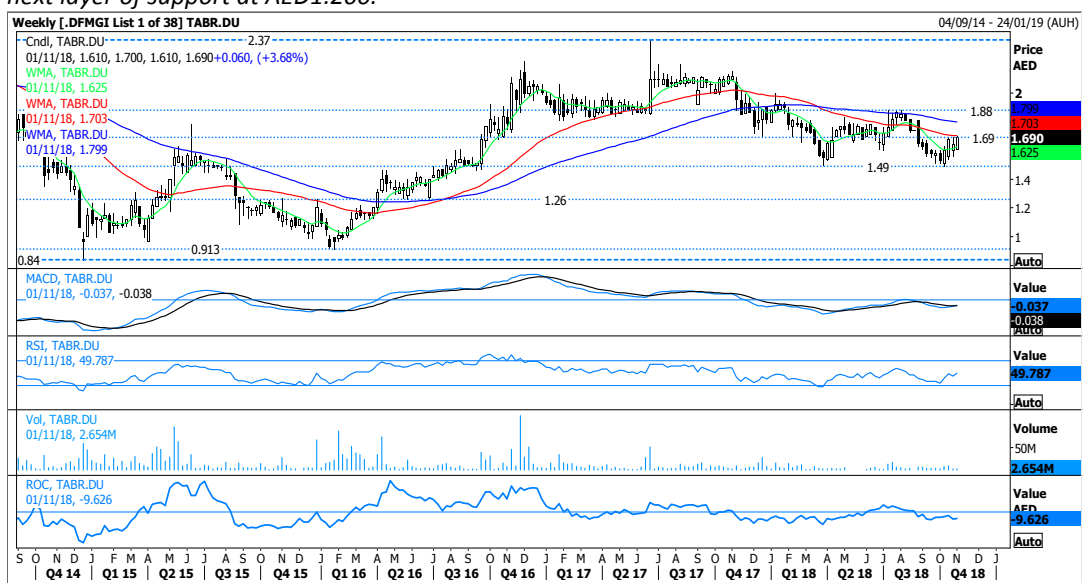 next layer of support at AED1.260.
Weekly [.DFMGI List 1 of 38] TABR.DU 04/09/14 - 24/01/19 (AUH)
Cndl, TABR.DU
01/11/18, 1.610, 1.700, 1.610, 1.690+0.060, (+3.68%)
WMA, TABR.DU
01/11/18, 1.625
WMA, TABR.DU
01/11/18, 1.703
WMA, TABR.DU
01/11/18, 1.799
2.37
1.88
1.69
1.49
1.26
0.913
0.84
Price
AED
2
1.799
1.703
1.690
1.625
1.4
1.2
1
Auto
MACD, TABR.DU
01/11/18, -0.037, -0.038
Value
-0.037
-0.038
Auto
RSI, TABR.DU
01/11/18, 49.787
Value
49.787
Auto
Vol, TABR.DU
01/11/18, 2.654M
Volume
50M
2.654M
ROC, TABR.DU
01/11/18, -9.626
Value
AED
-9.626
Auto
S O N D J F M A M J J A S O N D J F M A M J J A S O N D J F M A M J J A S O N D J F M A M J J A S O N D J
Q4 14 Q1 15 Q2 15 Q3 15 Q4 15 Q1 16 Q2 16 Q3 16 Q4 16 Q1 17 Q2 17 Q3 17 Q4 17 Q1 18 Q2 18 Q3 18 Q4 18